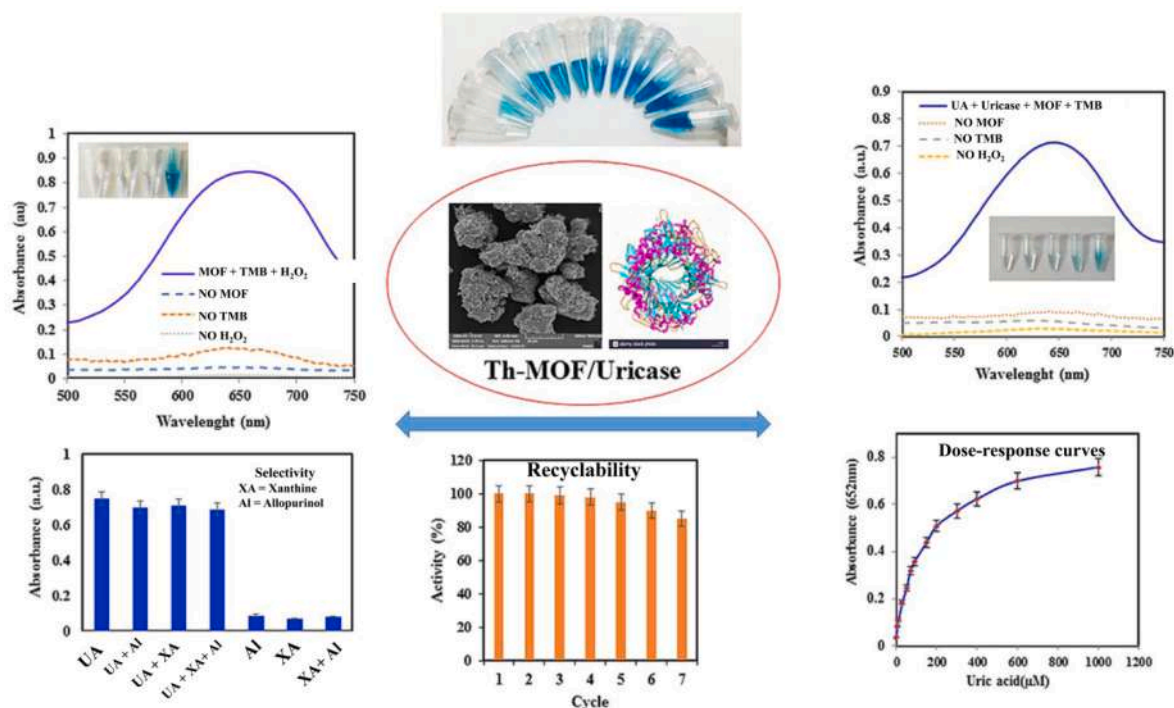 Absorbance (au)
1
0.9
0.8
0.7
0.6
0.5
0.4
0.3
0.2
0.1
0
MOF + TMB + H₂O₂
NO MOF
NO TMB
NO H₂O₂
500
550
600
650
700
750
Wavelenght (nm)
Th-MOF/Uricase
Absorbance (a.u.)
0.9
0.8
0.7
0.6
0.5
0.4
0.3
0.2
0.1
0
UA + Uricase + MOF + TMB
NO MOF
NO TMB
NO H₂O₂
500
550
600
650
700
750
Wavelenght (nm)
Absorbance (a.u.)
1
0.8
0.6
0.4
0.2
0
Selectivity
XA = Xanthine
Al = Allopurinol
UA
UA + Al
UA + XA
UA + XA + Al
Al
XA
XA+ Al
Recyclability
Activity (%)
120
100
80
60
40
20
0
1
2
3
4
5
6
7
Cycle
Dose-response curves
Absorbance (652nm)
0.8
0.6
0.4
0.2
0
0
200
400
600
800
1000
1200
Uric acid(µM)